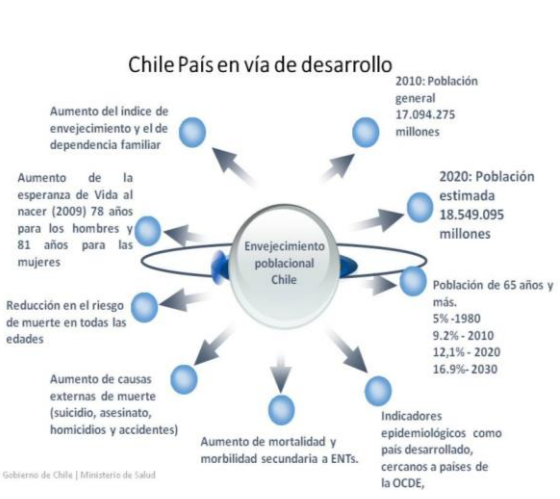 Chile País en vía de desarrollo
2010: Población
general
17.094.275
millones
Aumento del índice de
envejecimiento y el de
dependencia familiar
2020: Población
estimada
18.549.095
millones
Aumento de la
esperanza de Vida al
nacer (2009) 78 años
para los hombres y
81 años para las
mujeres
Envejecimiento
poblacional
Chile
Población de 65 años y
más.
5% -1980
9.2% - 2010
12,1% - 2020
16.9%- 2030
Reducción en el riesgo
de muerte en todas las
edades
Aumento de causas
externas de muerte
(suicidio, asesinato,
homicidios y accidentes)
Aumento de mortalidad y
morbilidad secundaria a ENTs.
Indicadores
epidemiológicos como
país desarrollado,
cercanos a países de
la OCDE,
Gobierno de Chile | Ministerio de Salud